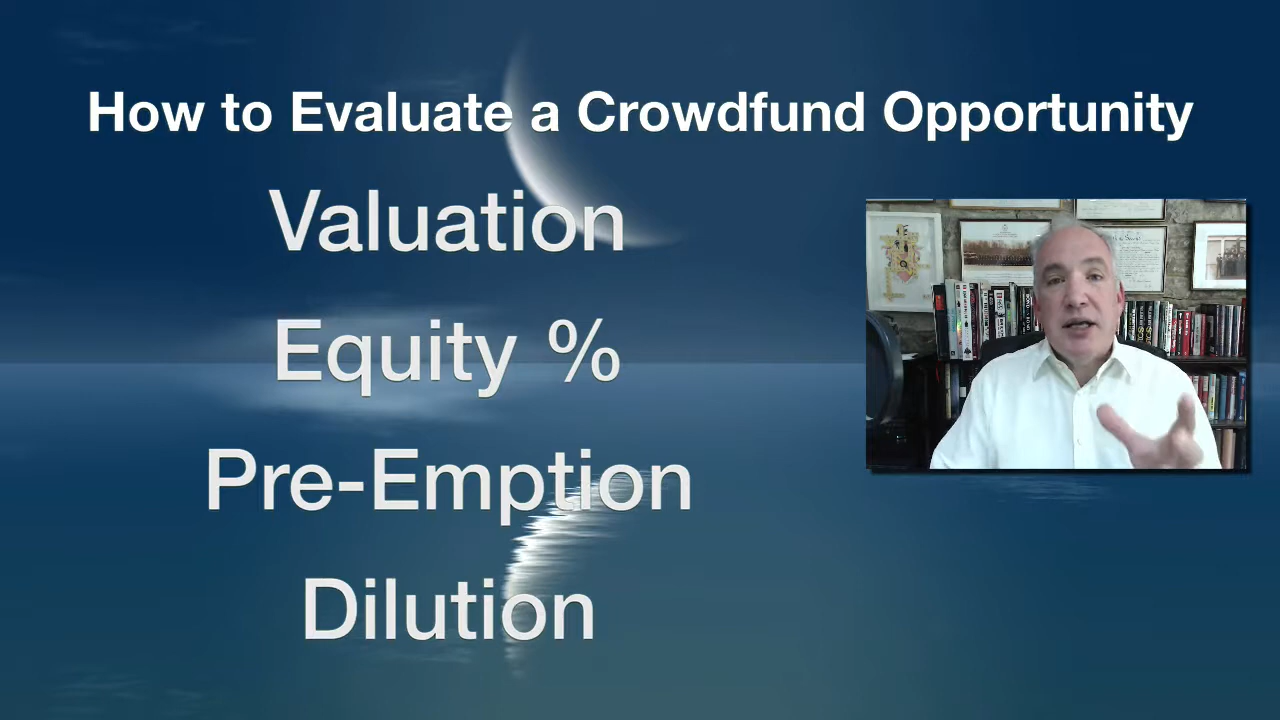 How to Evaluate a Crowdfund Opportunity
Valuation
Equity %
Pre-Emption
Dilution